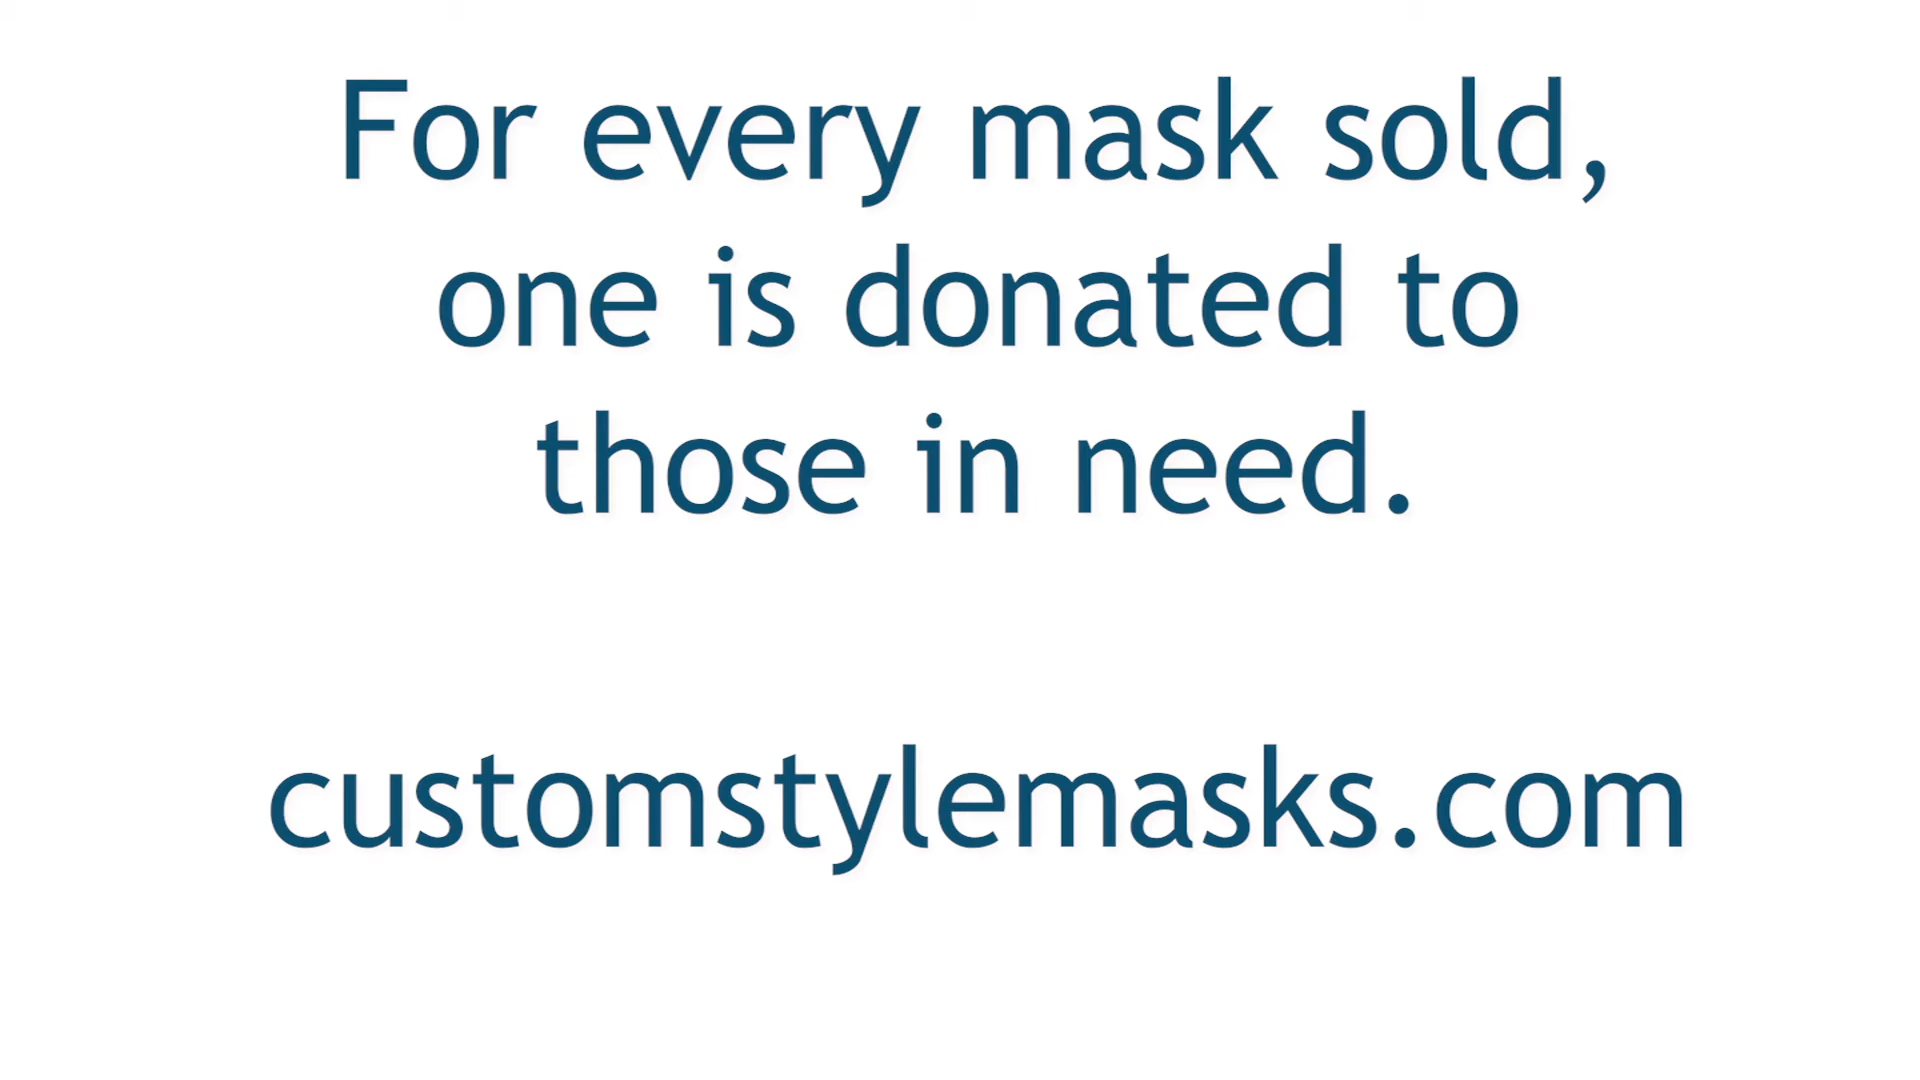 For every mask sold,
one is donated to
those in need.
customstylemasks.com